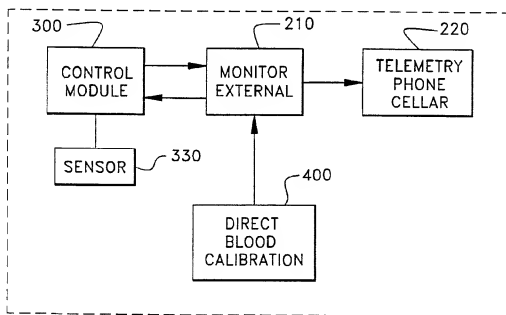 300
210
220
CONTROL
MODULE
MONITOR
EXTERNAL
TELEMETRY
PHONE
CELLAR
SENSOR
330
400
DIRECT
BLOOD
CALIBRATION